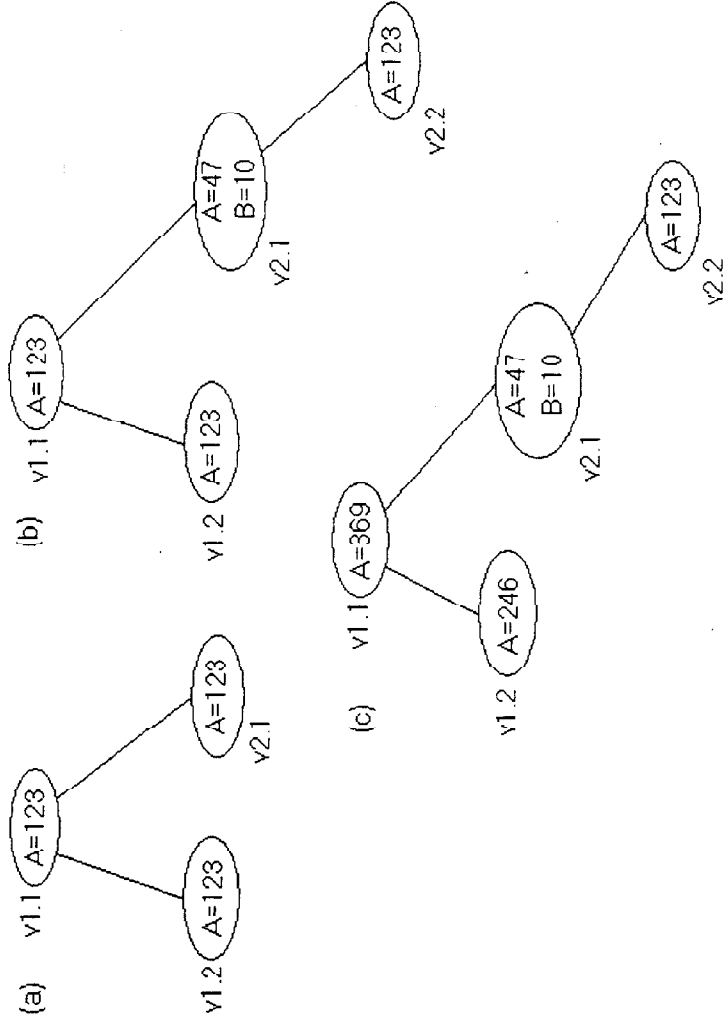 (a)
v1.1
A=123
v1.2
A=123
A=123
v2.1
(b)
v1.1
A=123
v1.2
A=123
A=47
B=10
v2.1
A=123
v2.2
(c)
v1.1
A=369
v1.2
A=246
A=47
B=10
v2.1
A=123
v2.2